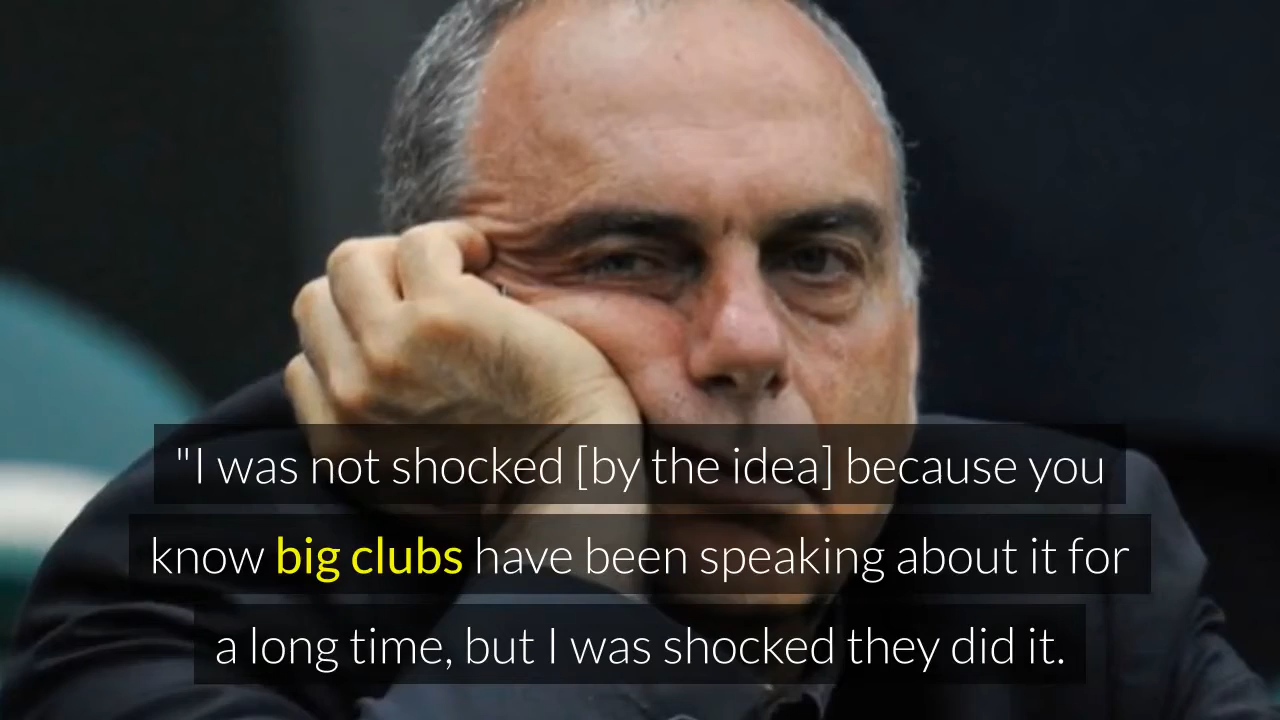 "I was not shocked [by the idea] because you
know big clubs have been speaking about it for
a long time, but I was shocked they did it.